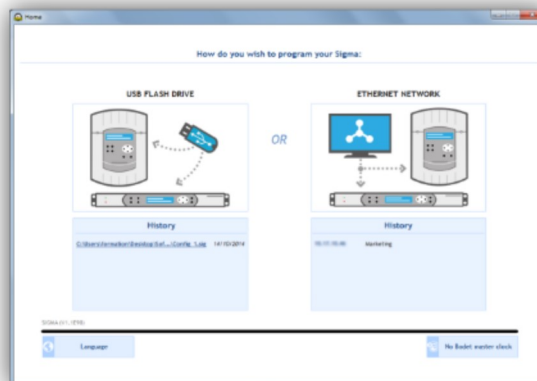 Home
How do you wish to program your Sigma:
USB FLASH DRIVE
ETHERNET NETWORK
OR
History
History
14/10/2014
Marketing
Language
No Bodet master clock